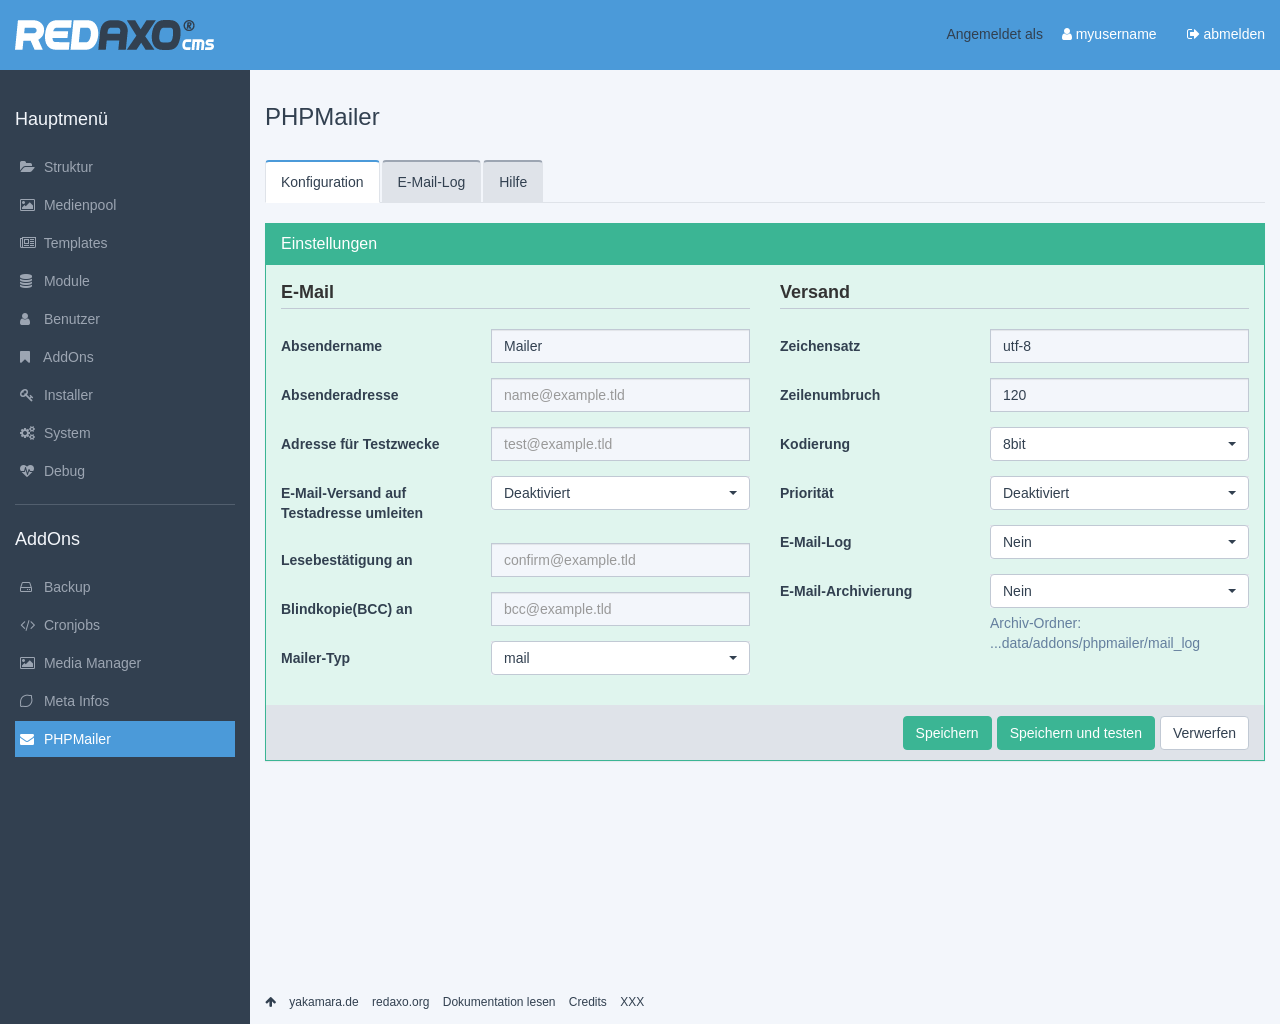 REDAXO® cms
Angemeldet als myusername abmelden
Hauptmenü
Struktur
Medienpool
Templates
Module
Benutzer
AddOns
Installer
System
Debug
AddOns
Backup
Cronjobs
Media Manager
Meta Infos
PHPMailer
PHPMailer
Konfiguration E-Mail-Log Hilfe
Einstellungen
E-Mail
Absendername Mailer
Absenderadresse name@example.tld
Adresse für Testzwecke test@example.tld
E-Mail-Versand auf Deaktiviert
Testadresse umleiten
Lesebestätigung an confirm@example.tld
Blindkopie(BCC) an bcc@example.tld
Mailer-Typ mail
Versand
Zeichensatz utf-8
Zeilenumbruch 120
Kodierung 8bit
Priorität Deaktiviert
E-Mail-Log Nein
E-Mail-Archivierung Nein
Archiv-Ordner:
...data/addons/phpmailer/mail_log
Speichern Speichern und testen Verwerfen
yakamara.de redaxo.org Dokumentation lesen Credits XXX